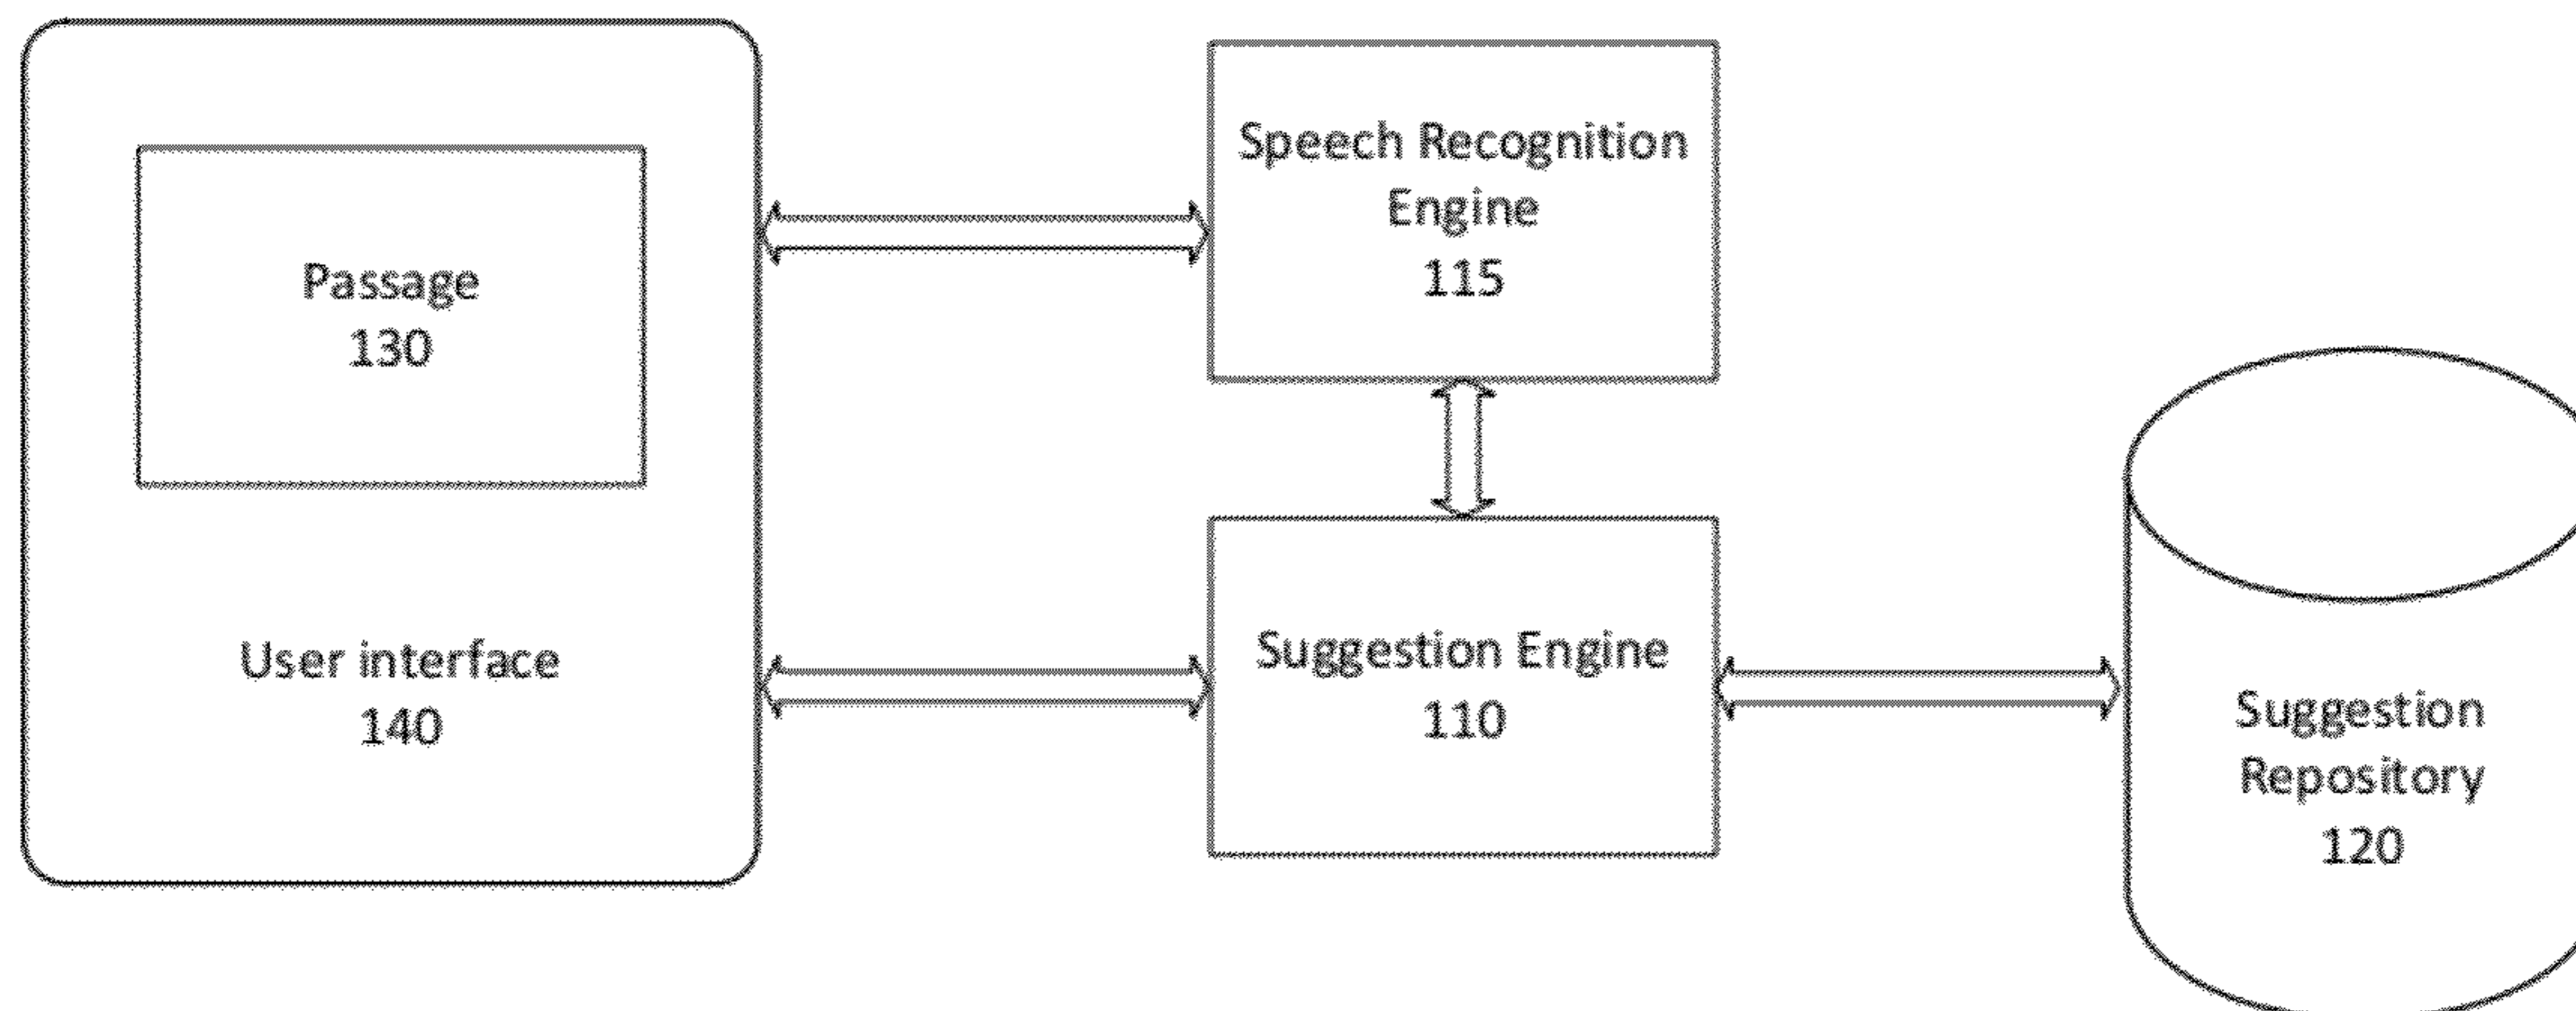 Passage
130
User interface
140
Speech Recognition
Engine
115
Suggestion Engine
110
Suggestion
Repository
120